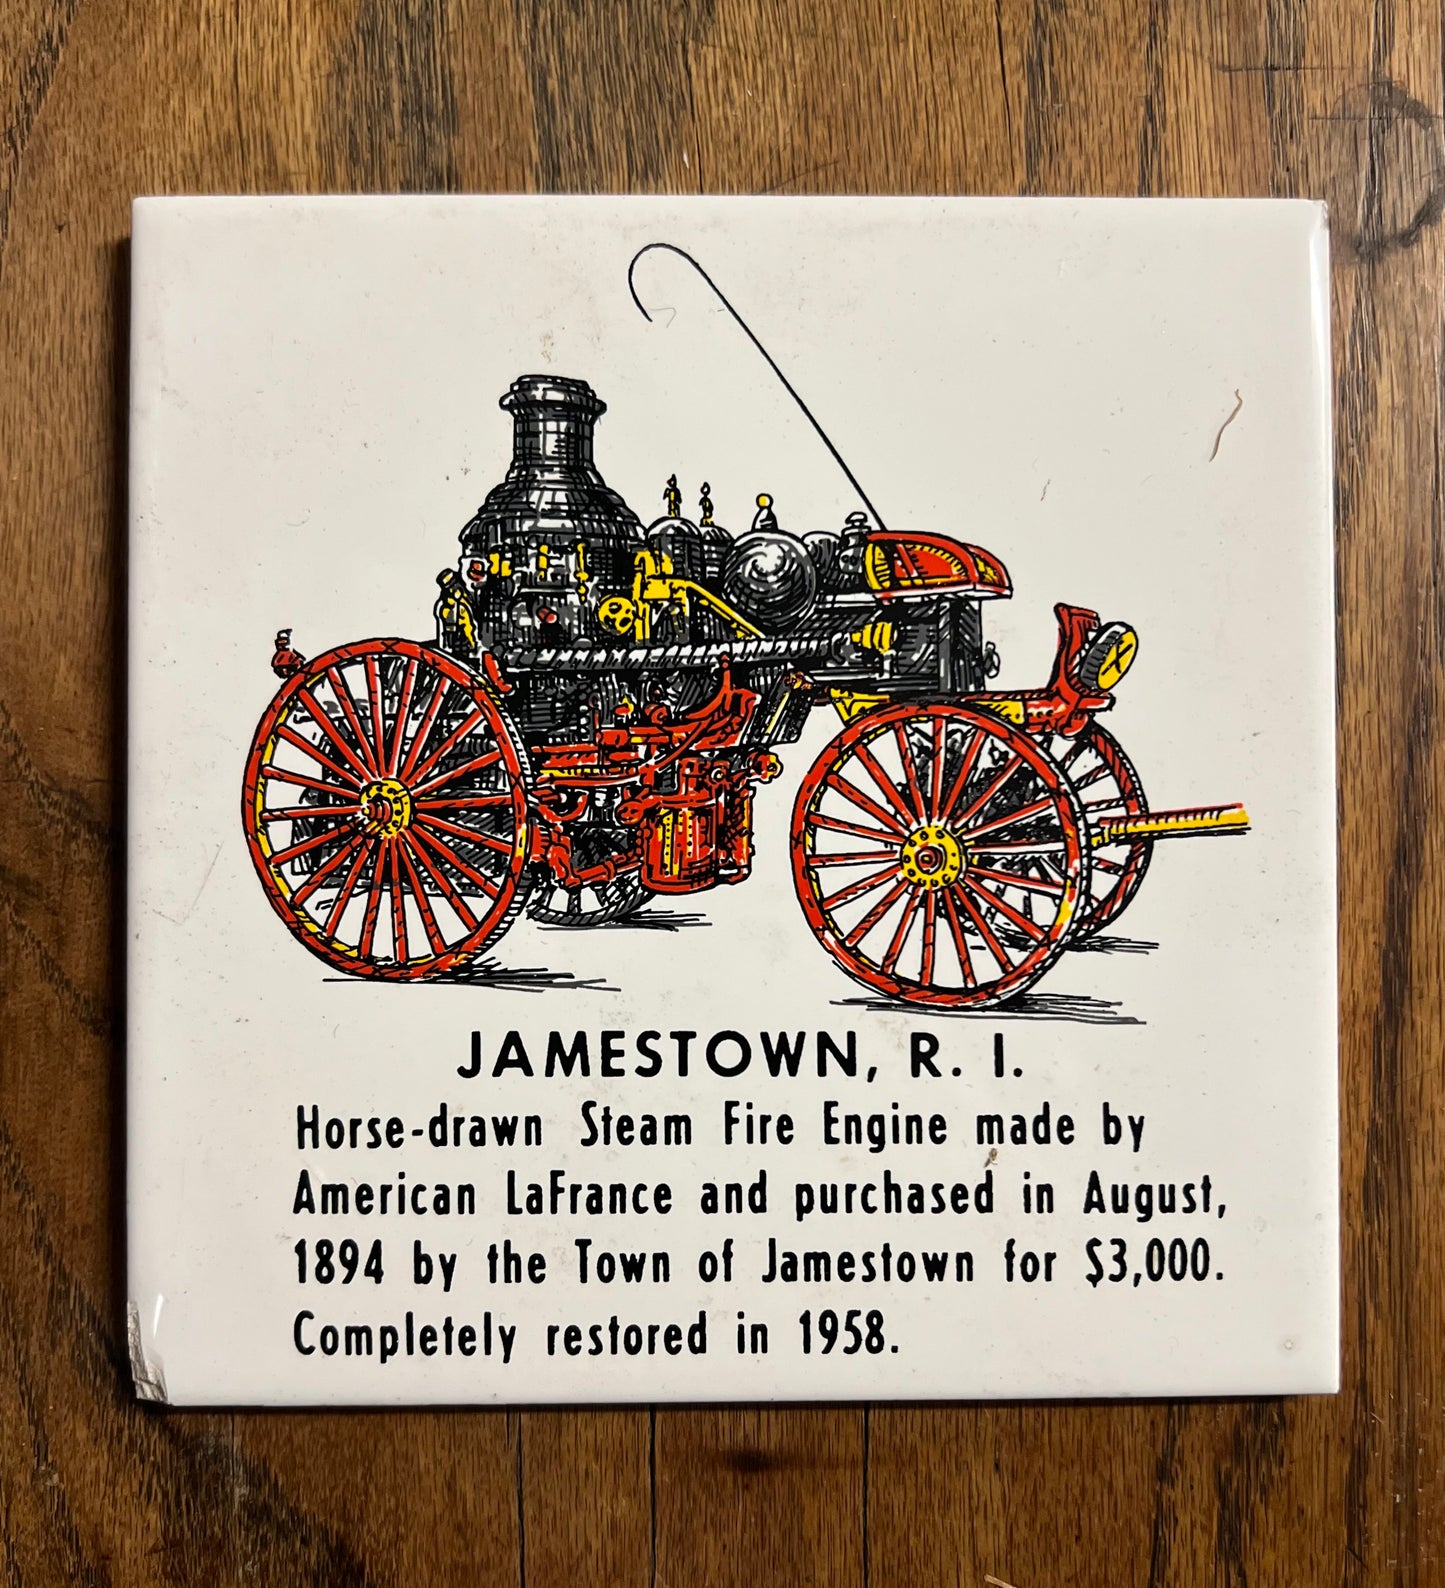 JAMESTOWN, R. I.
Horse-drawn Steam Fire Engine made by
American LaFrance and purchased in August,
1894 by the Town of Jamestown for $3,000.
Completely restored in 1958.